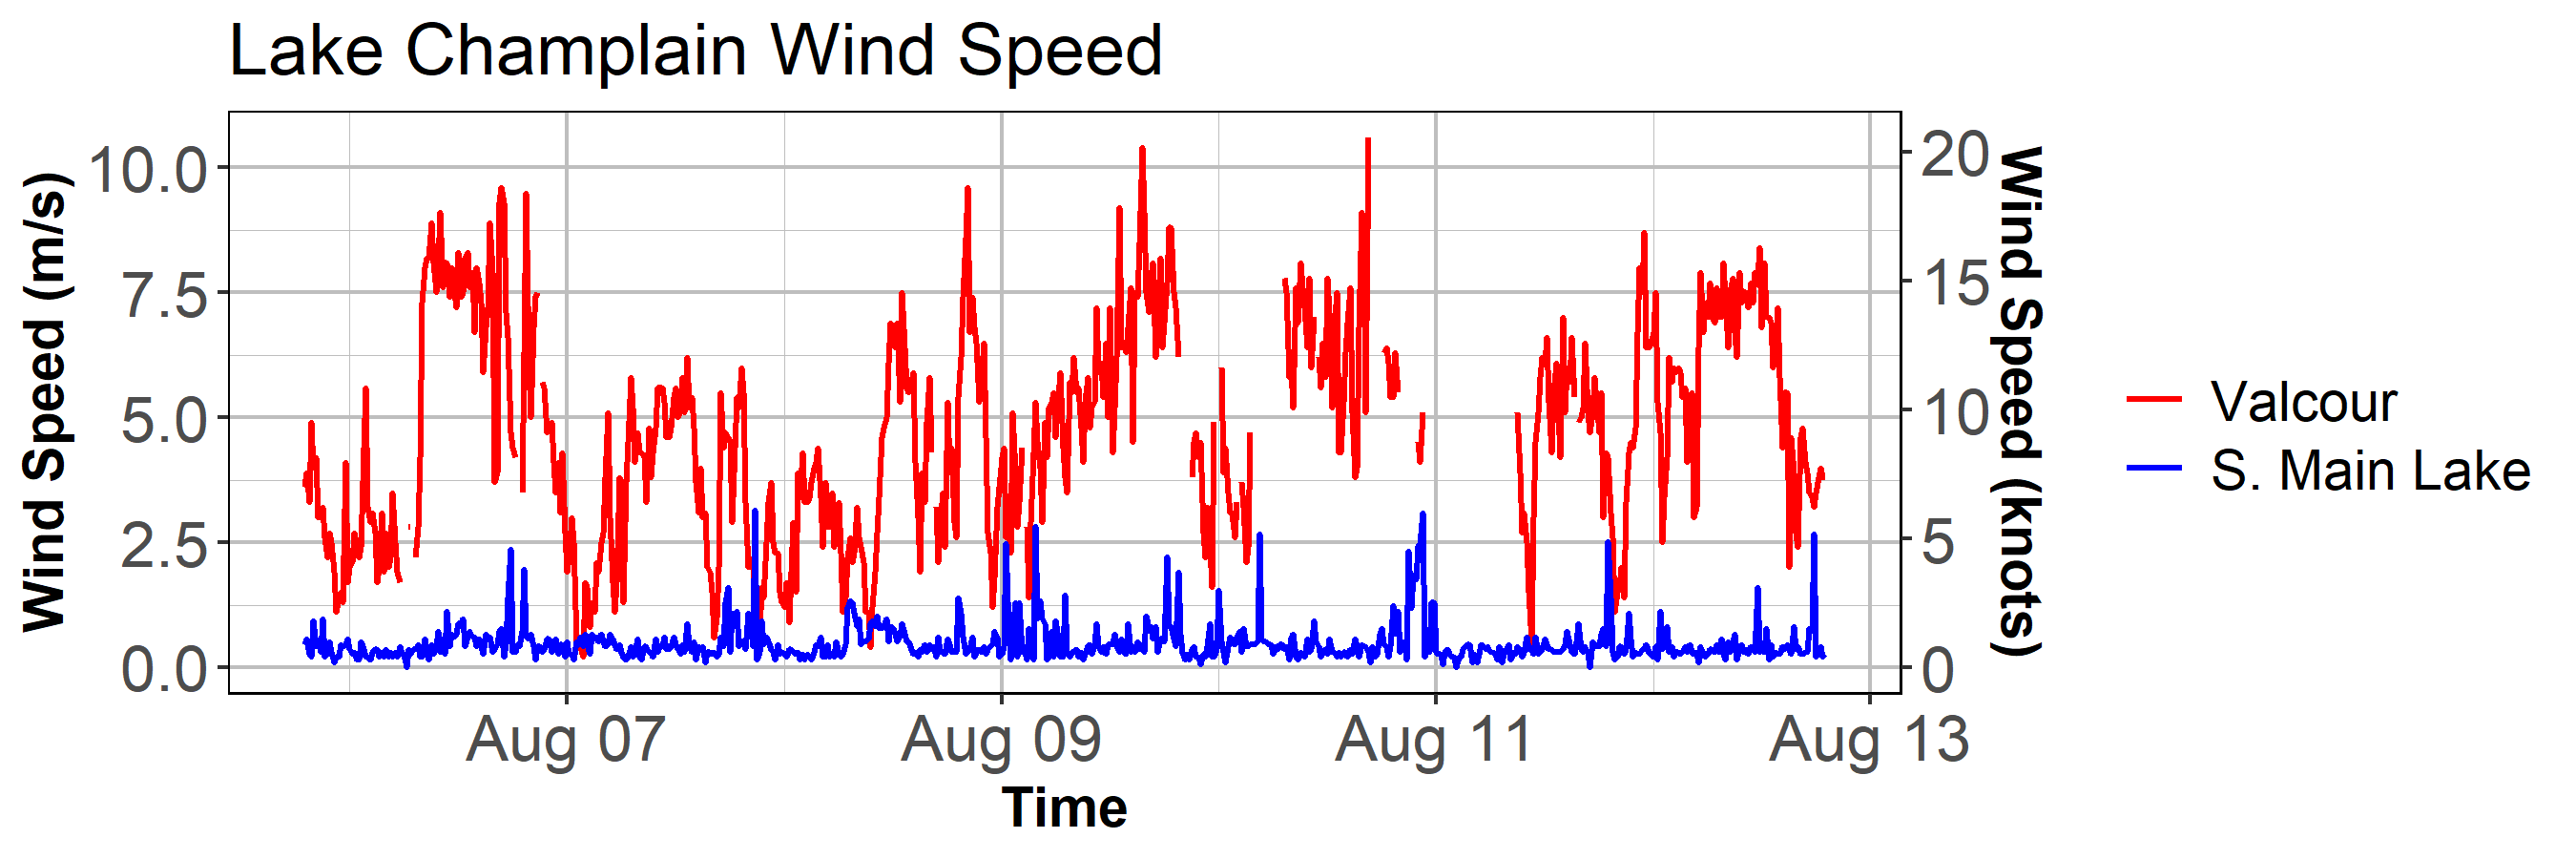 Lake Champlain Wind Speed
Wind Speed (m/s)
10.0
7.5
5.0
2.5
0.0
20
15
10
5
0
Wind Speed (knots)
Aug 07
Aug 09
Aug 11
Aug 13
Time
Valcour
S. Main Lake